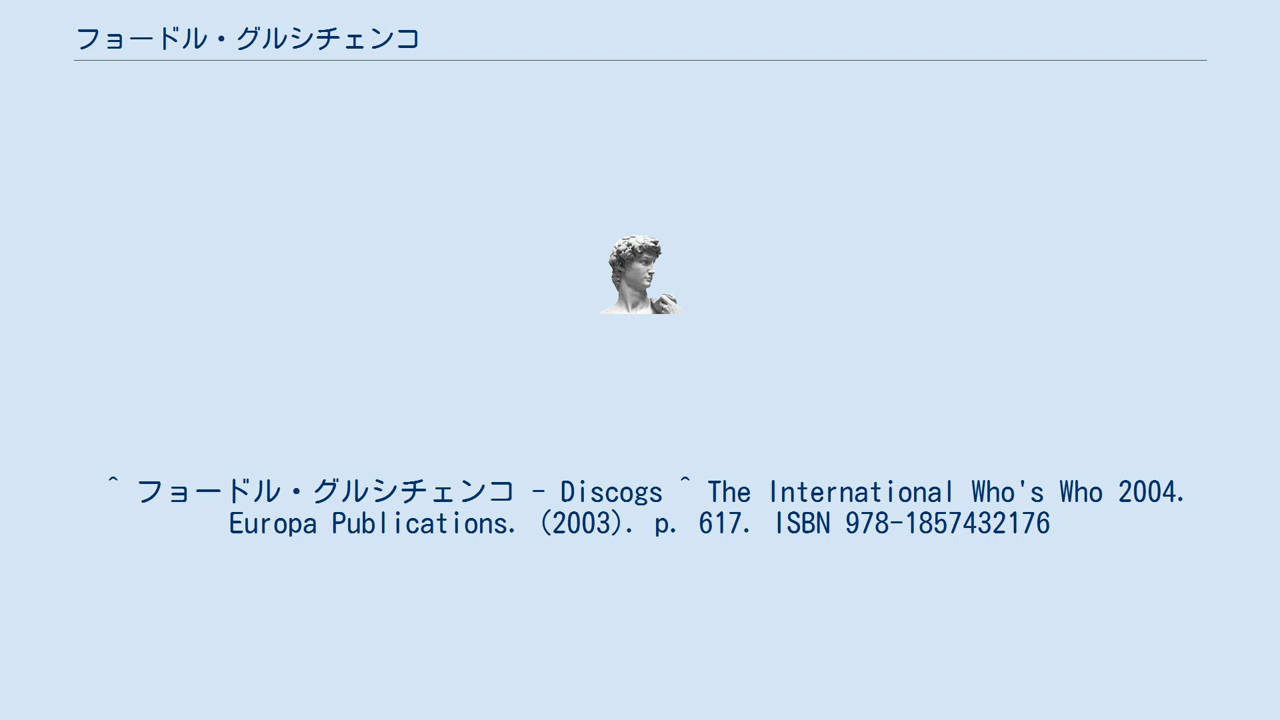 フョードル・グルシチェンコ
^ フョードル・グルシチェンコ - Discogs ^ The International Who's Who 2004.
Europa Publications. (2003). p. 617. ISBN 978-1857432176